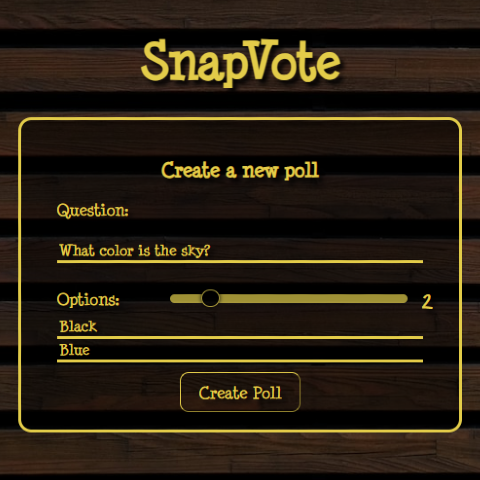 SnapVote
Create a new poll
Question:
What color is the sky?
Options: 2
Black
Blue
Create Poll